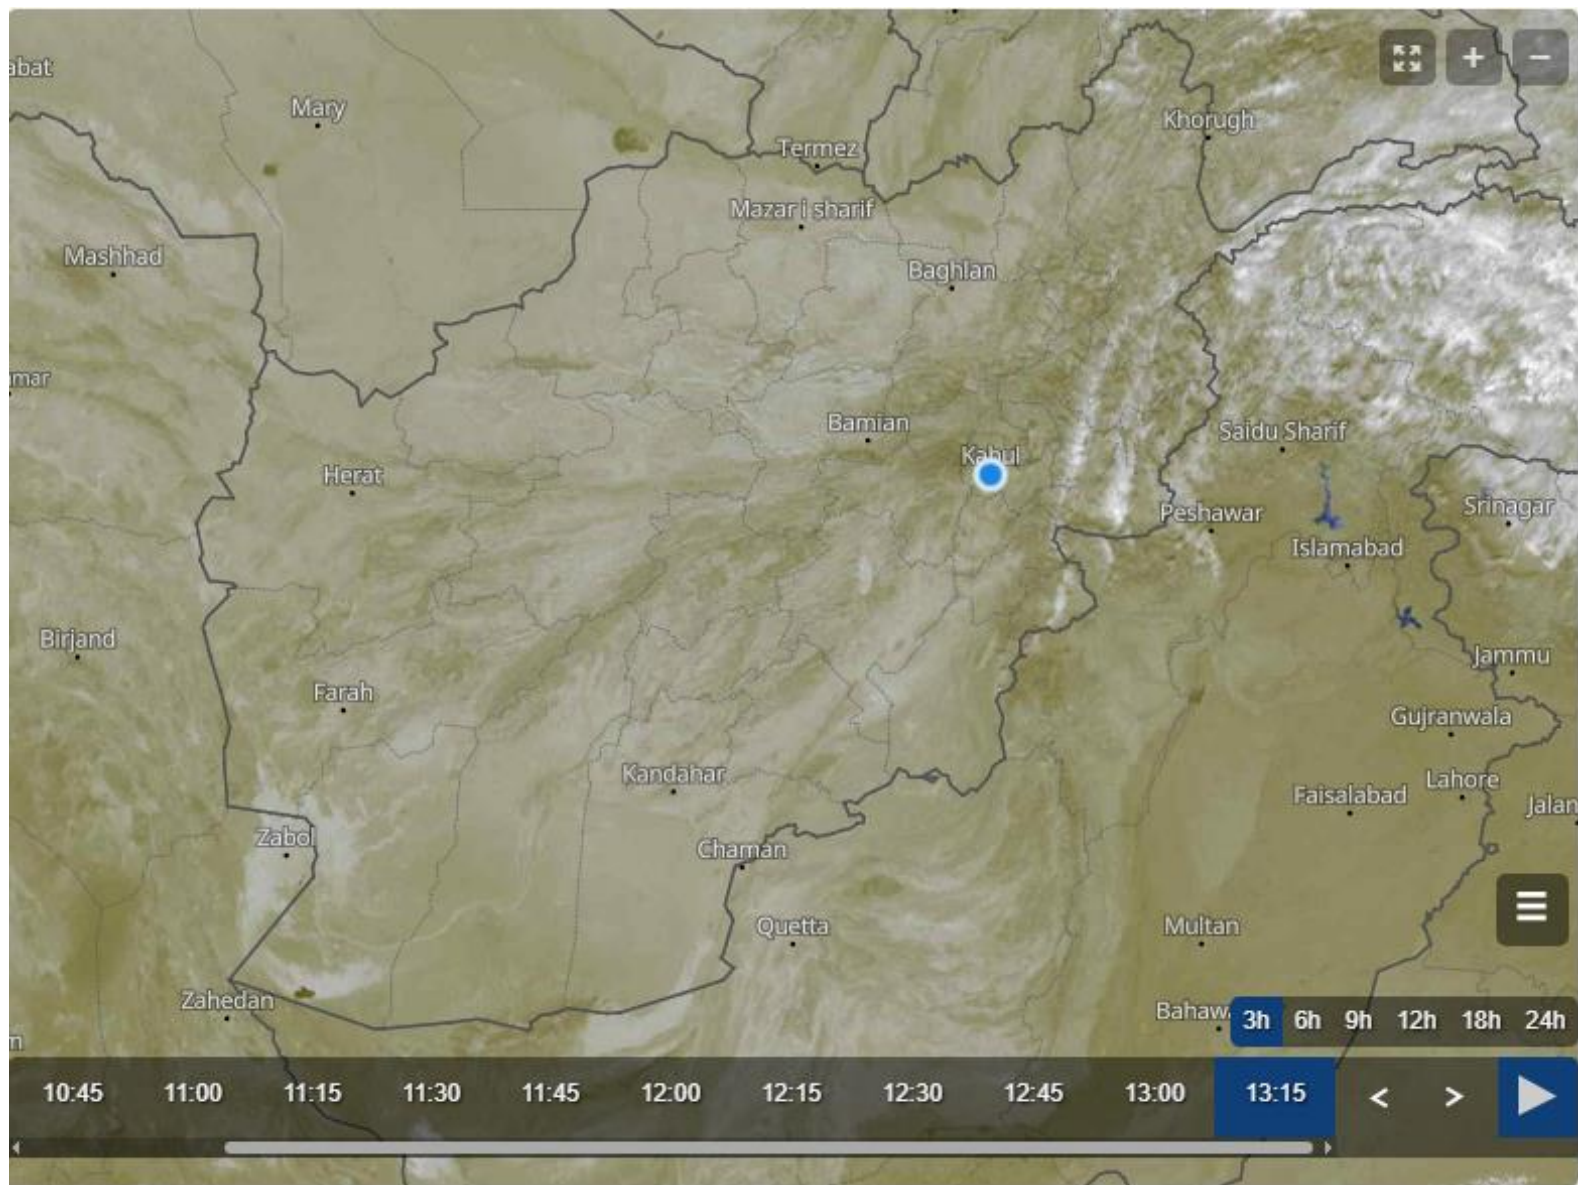 abat
Mary
Khorugh
Termez
Mazar i sharif
Mashhad
Baghlan
mar
Bamian
Saidu Sharif
Kabul
Herat
Srinagar
Peshawar
Islamabad
Birjand
Jammu
Farah
Gujranwala
Kandahar
Lahore
Faisalabad
Jalan
Zabol
Chaman
Quetta
Multan
Zahedan
Bahaw
3h 6h 9h 12h 18h 24h
n
10:45 11:00 11:15 11:30 11:45 12:00 12:15 12:30 12:45 13:00 13:15 < >